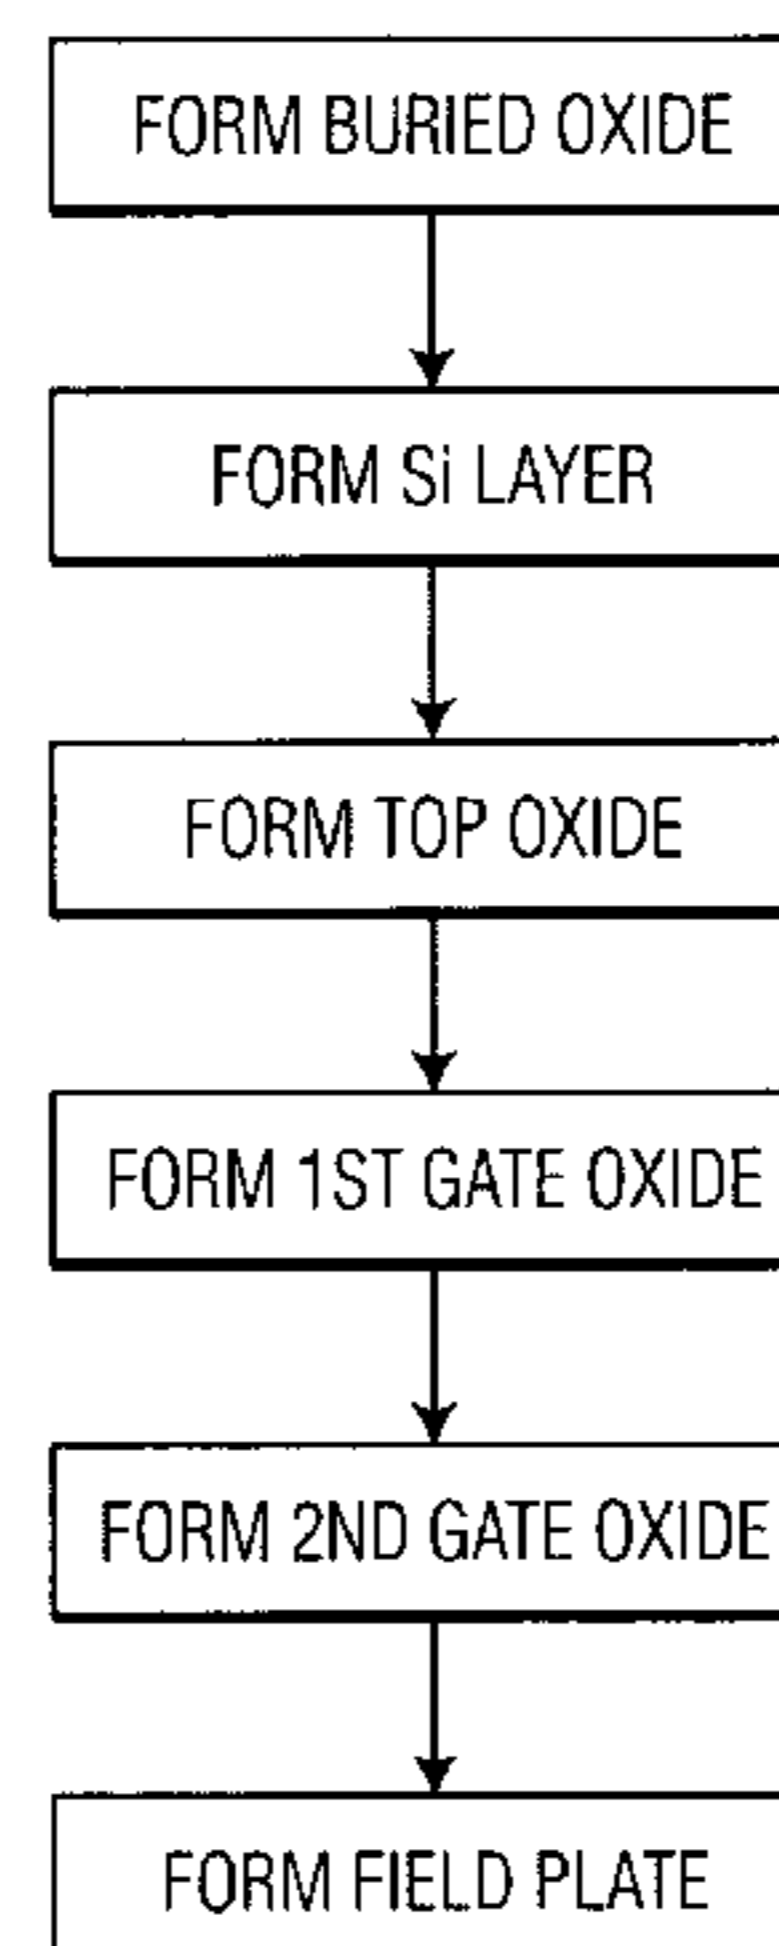 FORM BURIED OXIDE
FORM Si LAYER
FORM TOP OXIDE
FORM 1ST GATE OXIDE
FORM 2ND GATE OXIDE
FORM FIELD PLATE